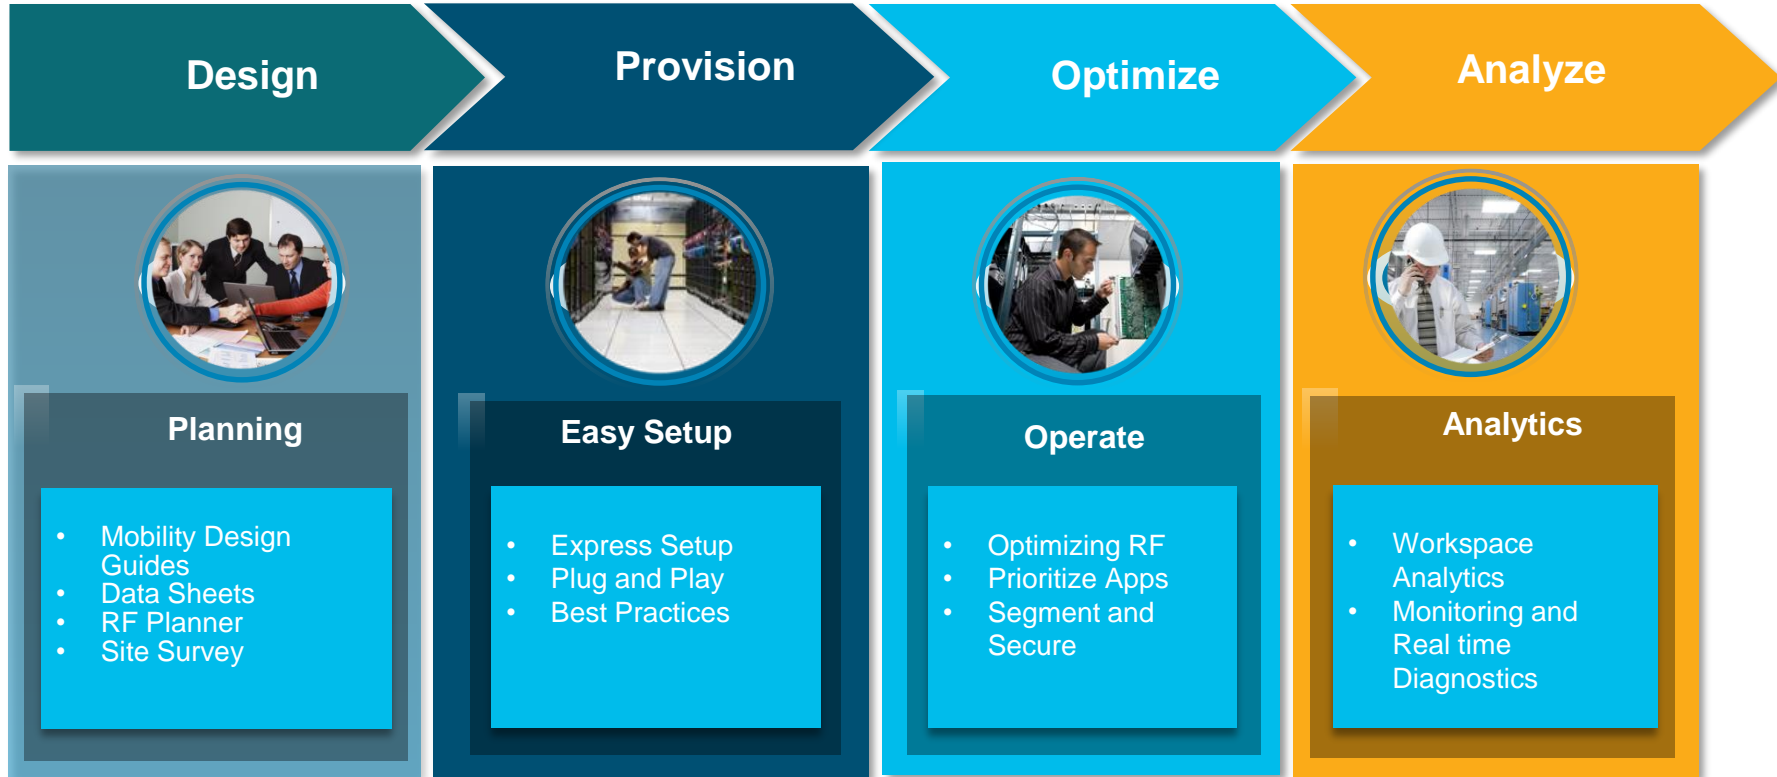 Design
Provision
Optimize
Analyze
Planning
• Mobility Design
Guides
• Data Sheets
• RF Planner
• Site Survey
Easy Setup
• Express Setup
• Plug and Play
• Best Practices
Operate
• Optimizing RF
• Prioritize Apps
• Segment and
Secure
Analytics
• Workspace
Analytics
• Monitoring and
Real time
Diagnostics